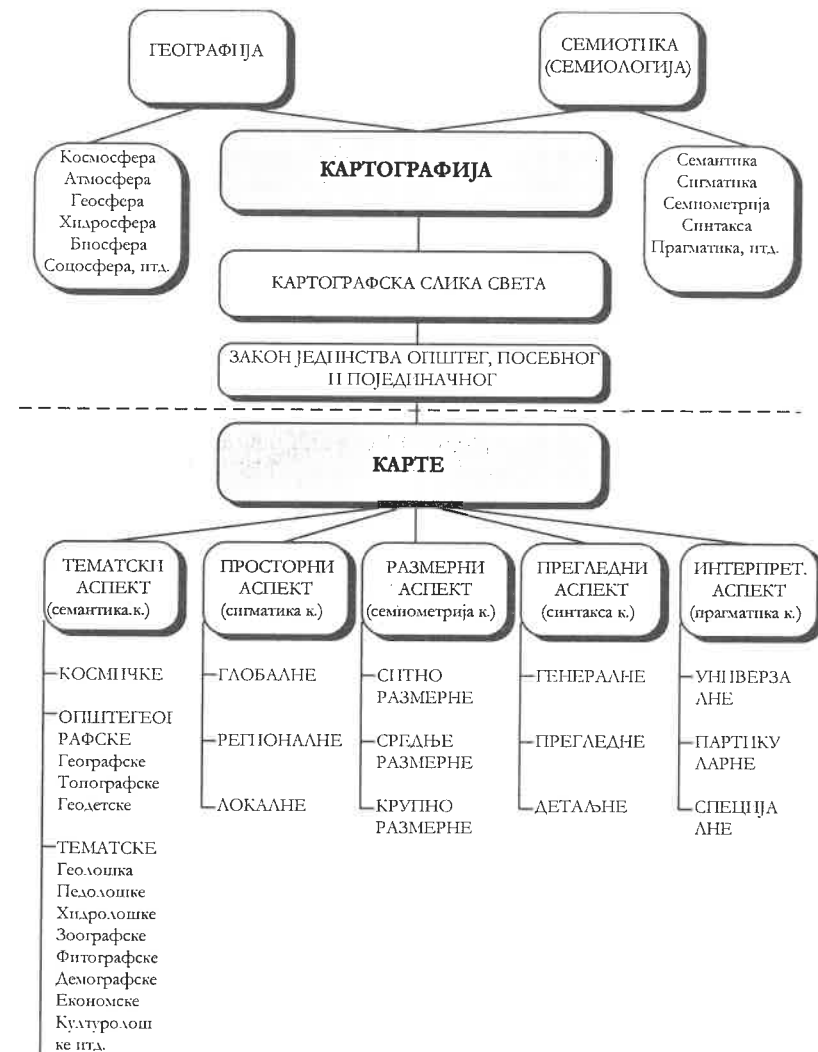 ГЕОГРАФИЈА
СЕМИОТИКА
(СЕМИОЛОГИЈА)
Космосфера
Атмосфера
Геосфера
Хидросфера
Биосфера
Социосфера, итд.
КАРТОГРАФИЈА
Семантика
Сигматика
Семиометрија
Синтакса
Прагматика, итд.
КАРТОГРАФСКА СЛИКА СВЕТА
ЗАКОН ЈЕДИНСТВА ОПШТЕГ, ПОСЕБНОГ
И ПОЈЕДИНАЧНОГ
КАРТЕ
ТЕМАТСКИ
АСПЕКТ
(семантика.к.)
КОСМИЧКЕ
ОПШТЕГЕОГ
РАФСКЕ
Географске
Топографске
Геодетске
ТЕМАТСКЕ
Геолошка
Педолошке
Хидролошке
Зоографске
Фитографске
Демографске
Економске
Културолош
ке итд.
ПРОСТОРНИ
АСПЕКТ
(сигматика к.)
ГЛОБАЛНЕ
РЕГИОНАЛНЕ
ЛОКАЛНЕ
РАЗМЕРНИ
АСПЕКТ
(семиометрија к.)
СИТНО
РАЗМЕРНЕ
СРЕДЊЕ
РАЗМЕРНЕ
КРУПНО
РАЗМЕРНЕ
ПРЕГЛЕДНИ
АСПЕКТ
(синтакса к.)
ГЕНЕРАЛНЕ
ПРЕГЛЕДНЕ
ДЕТАЉНЕ
ИНТЕРПРЕТ.
АСПЕКТ
(прагматика к.)
УНИВЕРЗА
ЛНЕ
ПАРТИКУ
ЛАРНЕ
СПЕЦИЈА
ЛНЕ